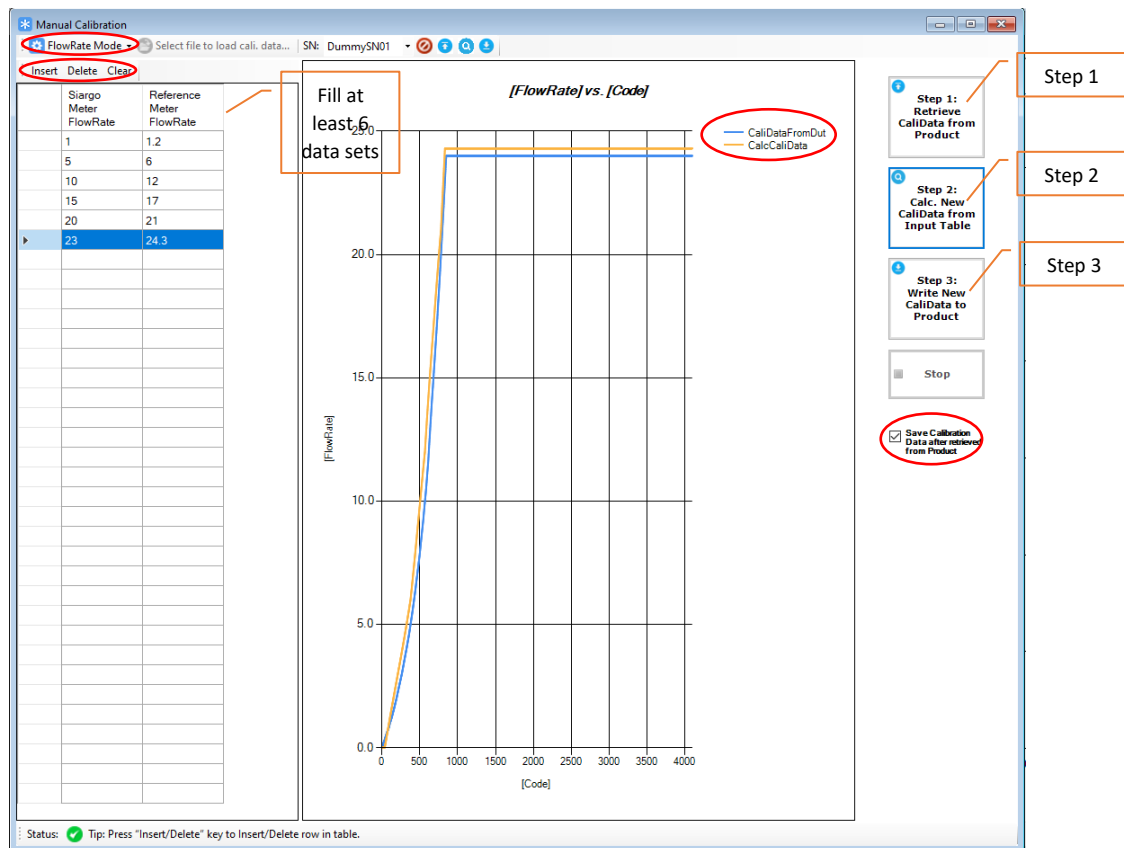 Manual Calibration
FlowRate Mode
Select file to load cali. data...
SN: DummySN01
Insert Delete Clear
Siargo
Meter
FlowRate
Reference
Meter
FlowRate
1 1.2
5 6
10 12
15 17
20 21
23 24.3
Fill at
least 6
data sets
[FlowRate] vs. [Code]
CaliDataFromDut
CalcCaliData
25.0
20.0
15.0
10.0
5.0
0.0
[FlowRate]
0 500 1000 1500 2000 2500 3000 3500 4000
[Code]
Step 1:
Retrieve
CaliData from
Product
Step 1
Step 2:
Calc. New
CaliData from
Input Table
Step 2
Step 3:
Write New
CaliData to
Product
Step 3
Stop
Save Calibration
Data after retrieved
from Product
Status: Tip: Press "Insert/Delete" key to Insert/Delete row in table.